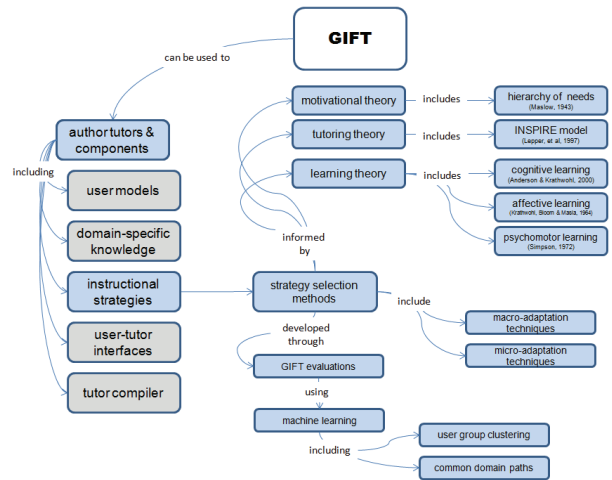 GIFT
can be used to
author tutors &
components
including
user models
domain-specific
knowledge
instructional
strategies
user-tutor
interfaces
tutor compiler
motivational theory
includes
hierarchy of needs
(Maslow, 1943)
tutoring theory
includes
INSPIRE model
(Lepper, et al, 1997)
learning theory
includes
cognitive learning
(Anderson & Krathwohl, 2000)
affective learning
(Krathwohl, Bloom & Masia, 1964)
psychomotor learning
(Simpson, 1972)
informed
by
strategy selection
methods
include
macro-adaptation
techniques
micro-adaptation
techniques
developed
through
GIFT evaluations
using
machine learning
including
user group clustering
common domain paths